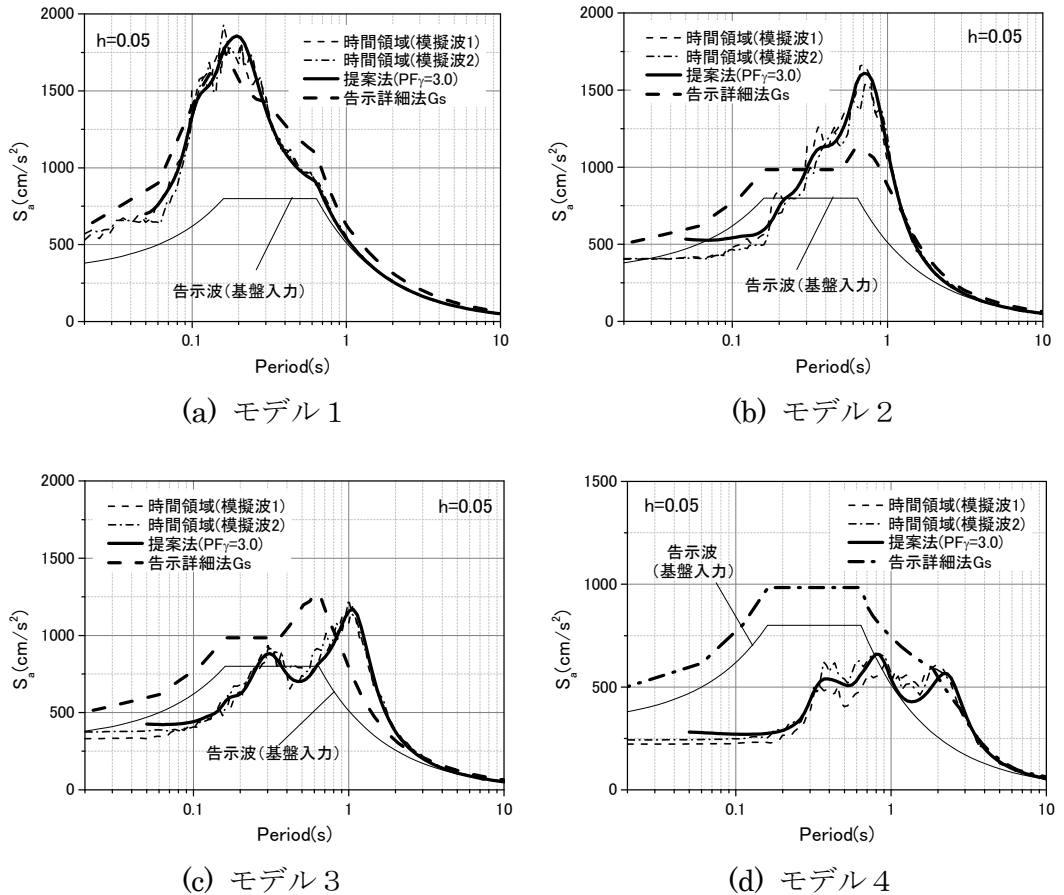 2000
1500
1000
500
0
Sa(cm/s²)
h=0.05
時間領域(模擬波1)
時間領域(模擬波2)
提案法(PFγ=3.0)
告示詳細法Gs
告示波(基盤入力)
0.1
1
10
Period(s)
(a) モデル1
2000
1500
1000
500
0
Sa(cm/s²)
h=0.05
時間領域(模擬波1)
時間領域(模擬波2)
提案法(PFγ=3.0)
告示詳細法Gs
告示波(基盤入力)
0.1
1
10
Period(s)
(b) モデル2
2000
1500
1000
500
0
Sa(cm/s²)
時間領域(模擬波1)
時間領域(模擬波2)
提案法(PFγ=3.0)
告示詳細法Gs
h=0.05
告示波(基盤入力)
0.1
1
10
Period(s)
(c) モデル3
1500
1000
500
0
Sa(cm/s²)
h=0.05
時間領域(模擬波1)
時間領域(模擬波2)
提案法(PFγ=3.0)
告示詳細法Gs
告示波
(基盤入力)
0.1
1
10
Period(s)
(d) モデル4